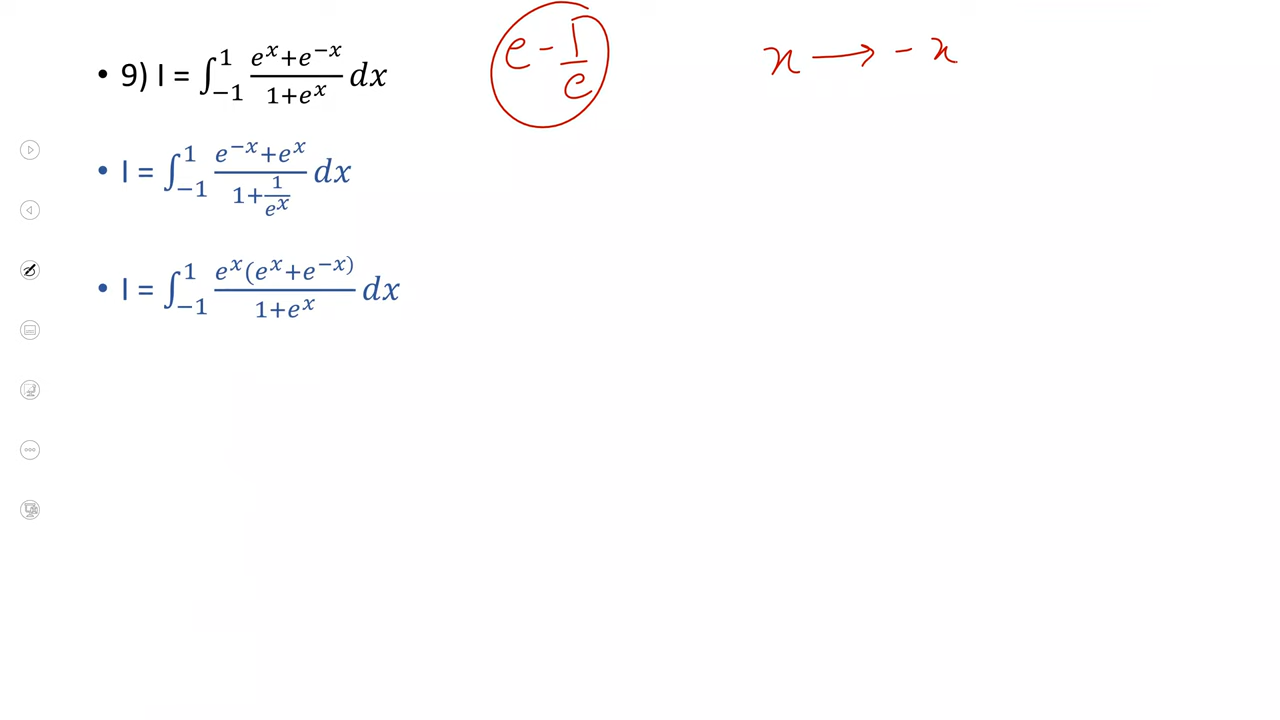 • 9) I = ∫₋₁¹ (eˣ+e⁻ˣ)/(1+eˣ) dx
e - 1/e
x → - x
• I = ∫₋₁¹ (e⁻ˣ+eˣ)/(1+1/eˣ) dx
• I = ∫₋₁¹ eˣ(eˣ+e⁻ˣ)/(1+eˣ) dx